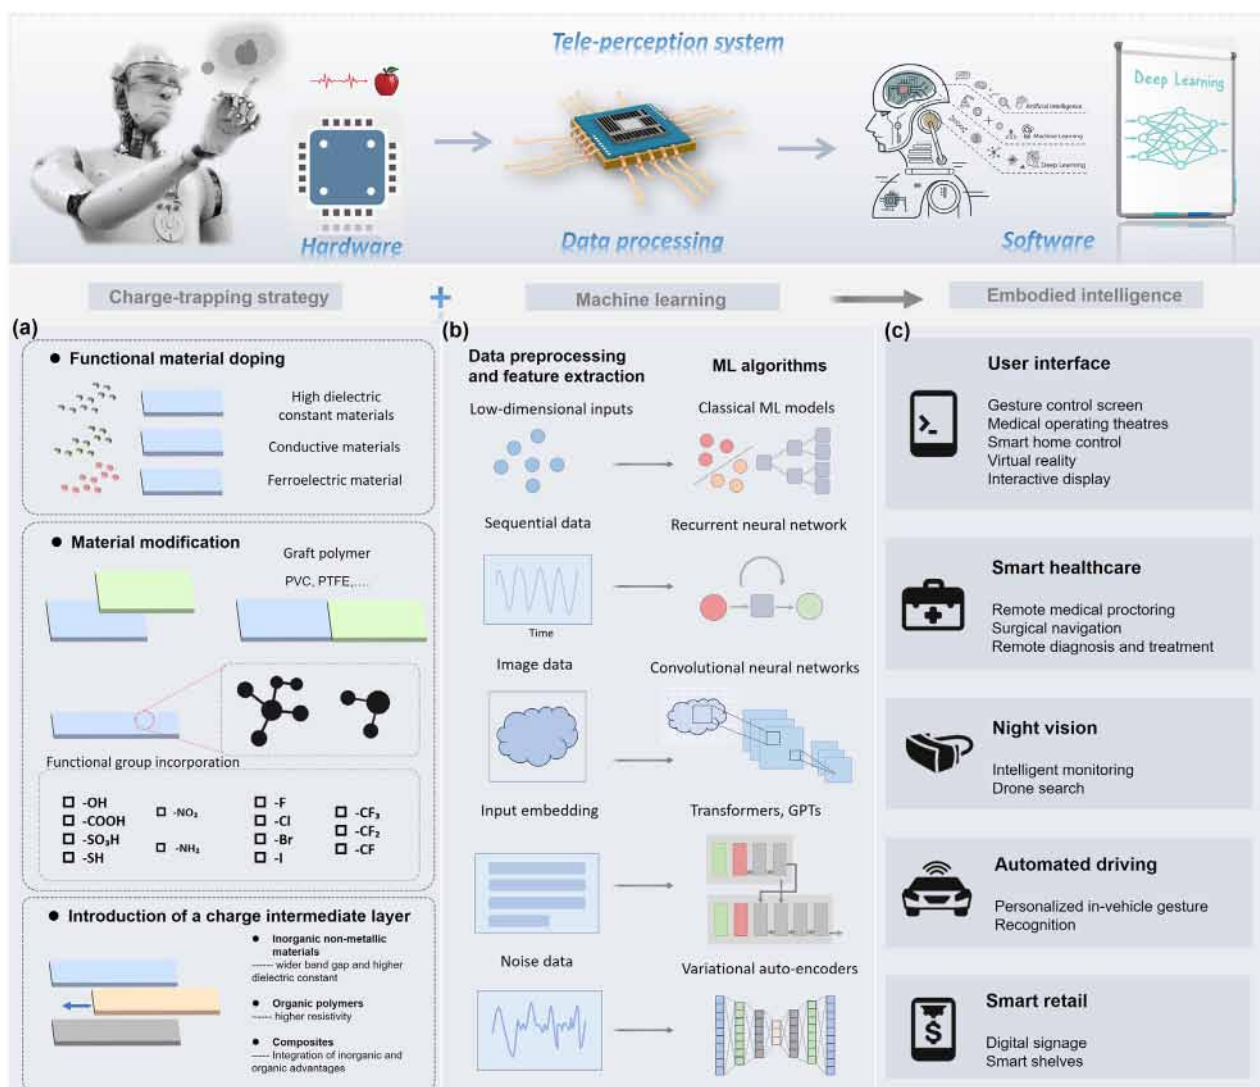 Tele-perception system
Deep Learning
Artificial Intelligence
Machine Learning
Deep Learning
Hardware
Data processing
Software
Charge-trapping strategy
+
Machine learning
Embodied intelligence
(a)
● Functional material doping
High dielectric
constant materials
Conductive materials
Ferroelectric material
● Material modification
Graft polymer
PVC, PTFE,....
Functional group incorporation
-OH
-COOH
-SO₃H
-SH
-NO₂
-NH₂
-F
-Cl
-Br
-I
-CF₃
-CF₂
-CF
● Introduction of a charge intermediate layer
● Inorganic non-metallic
materials
------ wider band gap and higher
dielectric constant
● Organic polymers
------ higher resistivity
● Composites
----- Integration of inorganic and
organic advantages
(b)
Data preprocessing
and feature extraction
ML algorithms
Low-dimensional inputs
Classical ML models
Sequential data
Recurrent neural network
Time
Image data
Convolutional neural networks
Input embedding
Transformers, GPTs
Noise data
Variational auto-encoders
(c)
User interface
Gesture control screen
Medical operating theatres
Smart home control
Virtual reality
Interactive display
Smart healthcare
Remote medical proctoring
Surgical navigation
Remote diagnosis and treatment
Night vision
Intelligent monitoring
Drone search
Automated driving
Personalized in-vehicle gesture
Recognition
Smart retail
Digital signage
Smart shelves